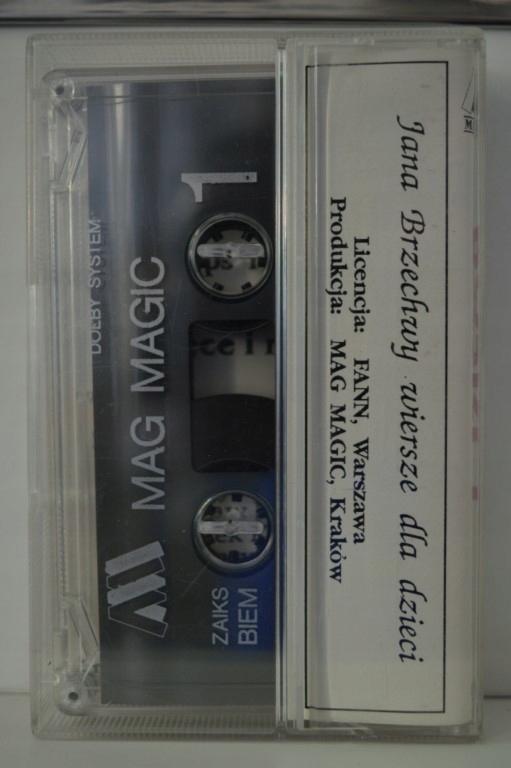 Jana Brzechwy wiersze dla dzieci
Licencja: FANN, Warszawa
Produkcja: MAG MAGIC, Kraków
1
DOLBY SYSTEM
MAG MAGIC
ZAIKS
BIEM